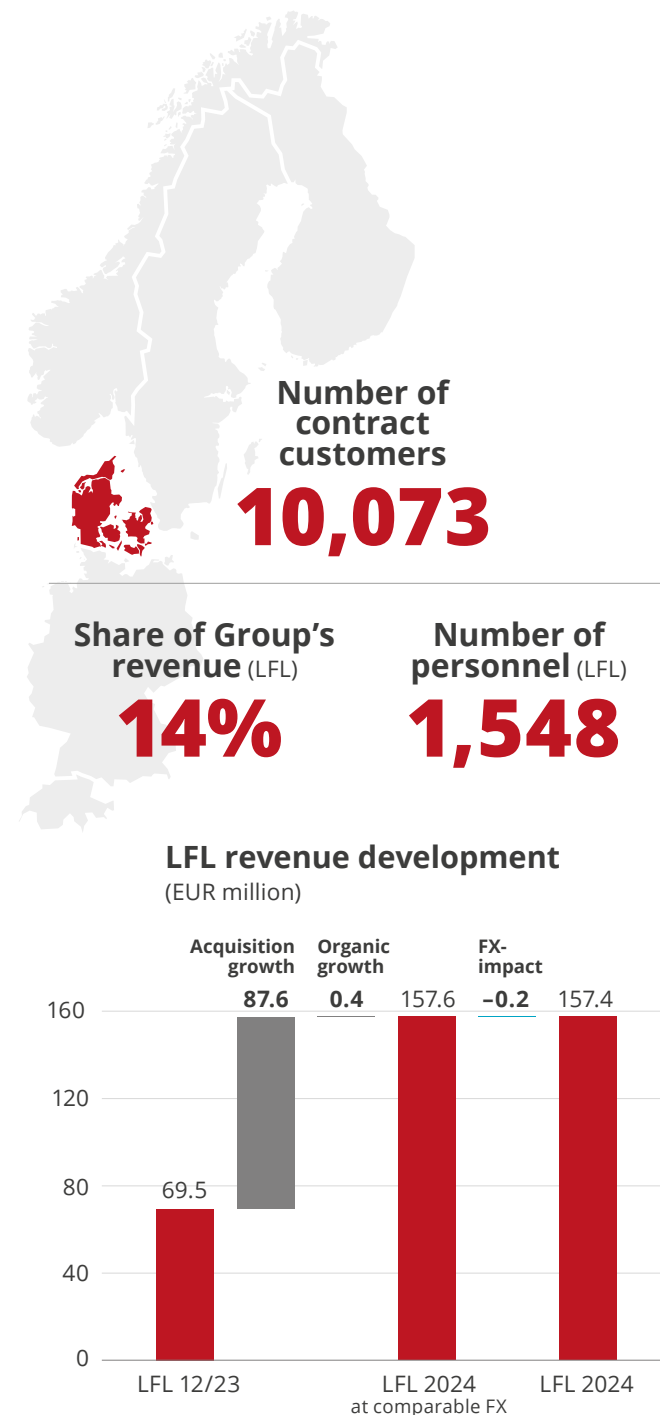 Number of
contract
customers
10,073
Share of Group’s
revenue (LFL)
14%
Number of
personnel (LFL)
1,548
LFL revenue development
(EUR million)
Acquisition
growth
87.6
Organic
growth
0.4
157.6
FX-
impact
–0.2
157.4
160
120
80
69.5
40
0
LFL 12/23
LFL 2024
at comparable FX
LFL 2024